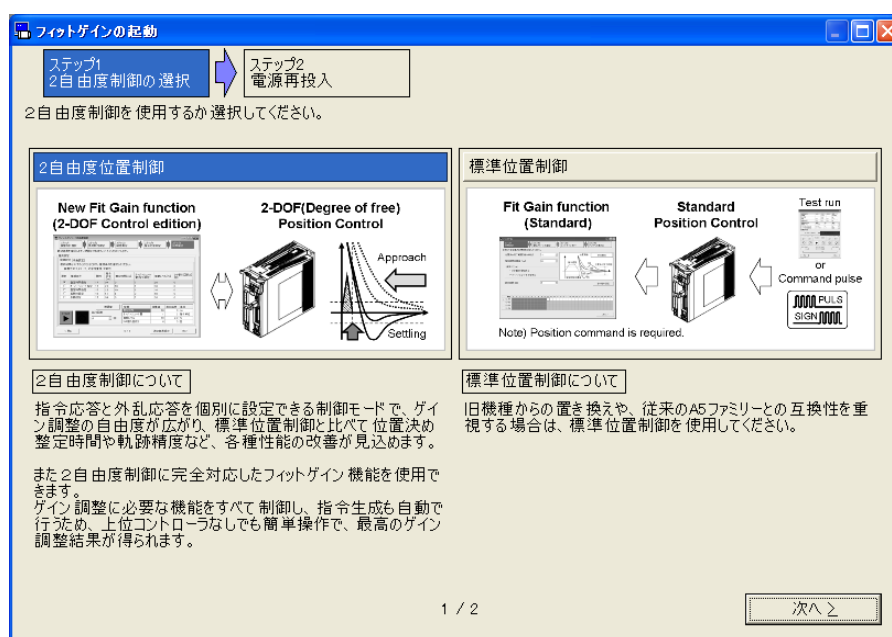 フィットゲインの起動
ステップ1
2自由度制御の選択
ステップ2
電源再投入
2自由度制御を使用するか選択してください。
2自由度位置制御
New Fit Gain function
(2-DOF Control edition)
2-DOF(Degree of free)
Position Control
Approach
Settling
標準位置制御
Fit Gain function
(Standard)
Standard
Position Control
Test run
or
Command pulse
PULS
SIGN
Note) Position command is required.
2自由度制御について
指令応答と外乱応答を個別に設定できる制御モードで、ゲイ
ン調整の自由度が広がり、標準位置制御と比べて位置決め
整定時間や軌跡精度など、各種性能の改善が見込めます。
また2自由度制御に完全対応したフィットゲイン機能を使用で
きます。
ゲイン調整に必要な機能をすべて制御し、指令生成も自動で
行うため、上位コントローラなしでも簡単操作で、最高のゲイン
調整結果が得られます。
標準位置制御について
旧機種からの置き換えや、従来のA5ファミリーとの互換性を重
視する場合は、標準位置制御を使用してください。
1 / 2
次へ >